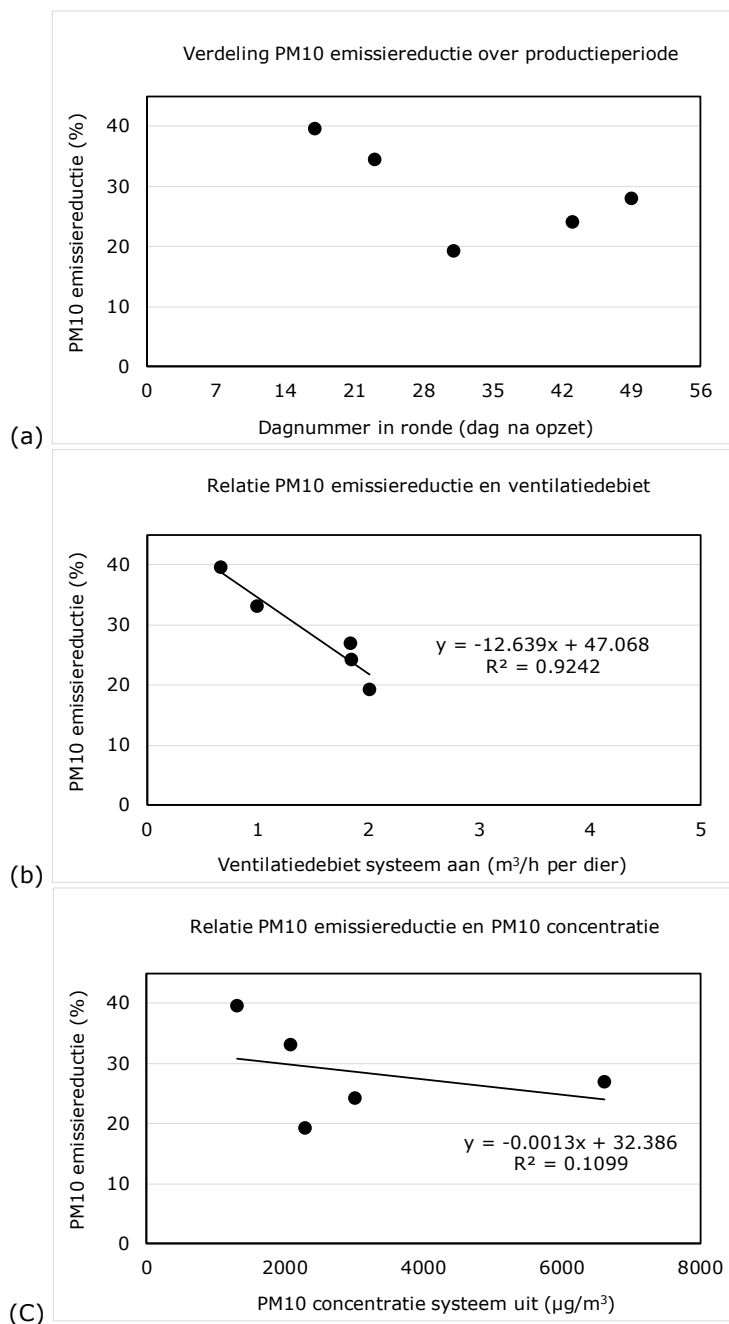 Verdeling PM10 emissiereductie over productieperiode
PM10 emissiereductie (%)
40
30
20
10
0
0 7 14 21 28 35 42 49 56
Dagnummer in ronde (dag na opzet)
(a)
Relatie PM10 emissiereductie en ventilatiedebiet
PM10 emissiereductie (%)
40
30
20
10
0
y = -12.639x + 47.068
R² = 0.9242
0 1 2 3 4 5
Ventilatiedebiet systeem aan (m³/h per dier)
(b)
Relatie PM10 emissiereductie en PM10 concentratie
PM10 emissiereductie (%)
40
30
20
10
0
y = -0.0013x + 32.386
R² = 0.1099
0 2000 4000 6000 8000
PM10 concentratie systeem uit (µg/m³)
(C)